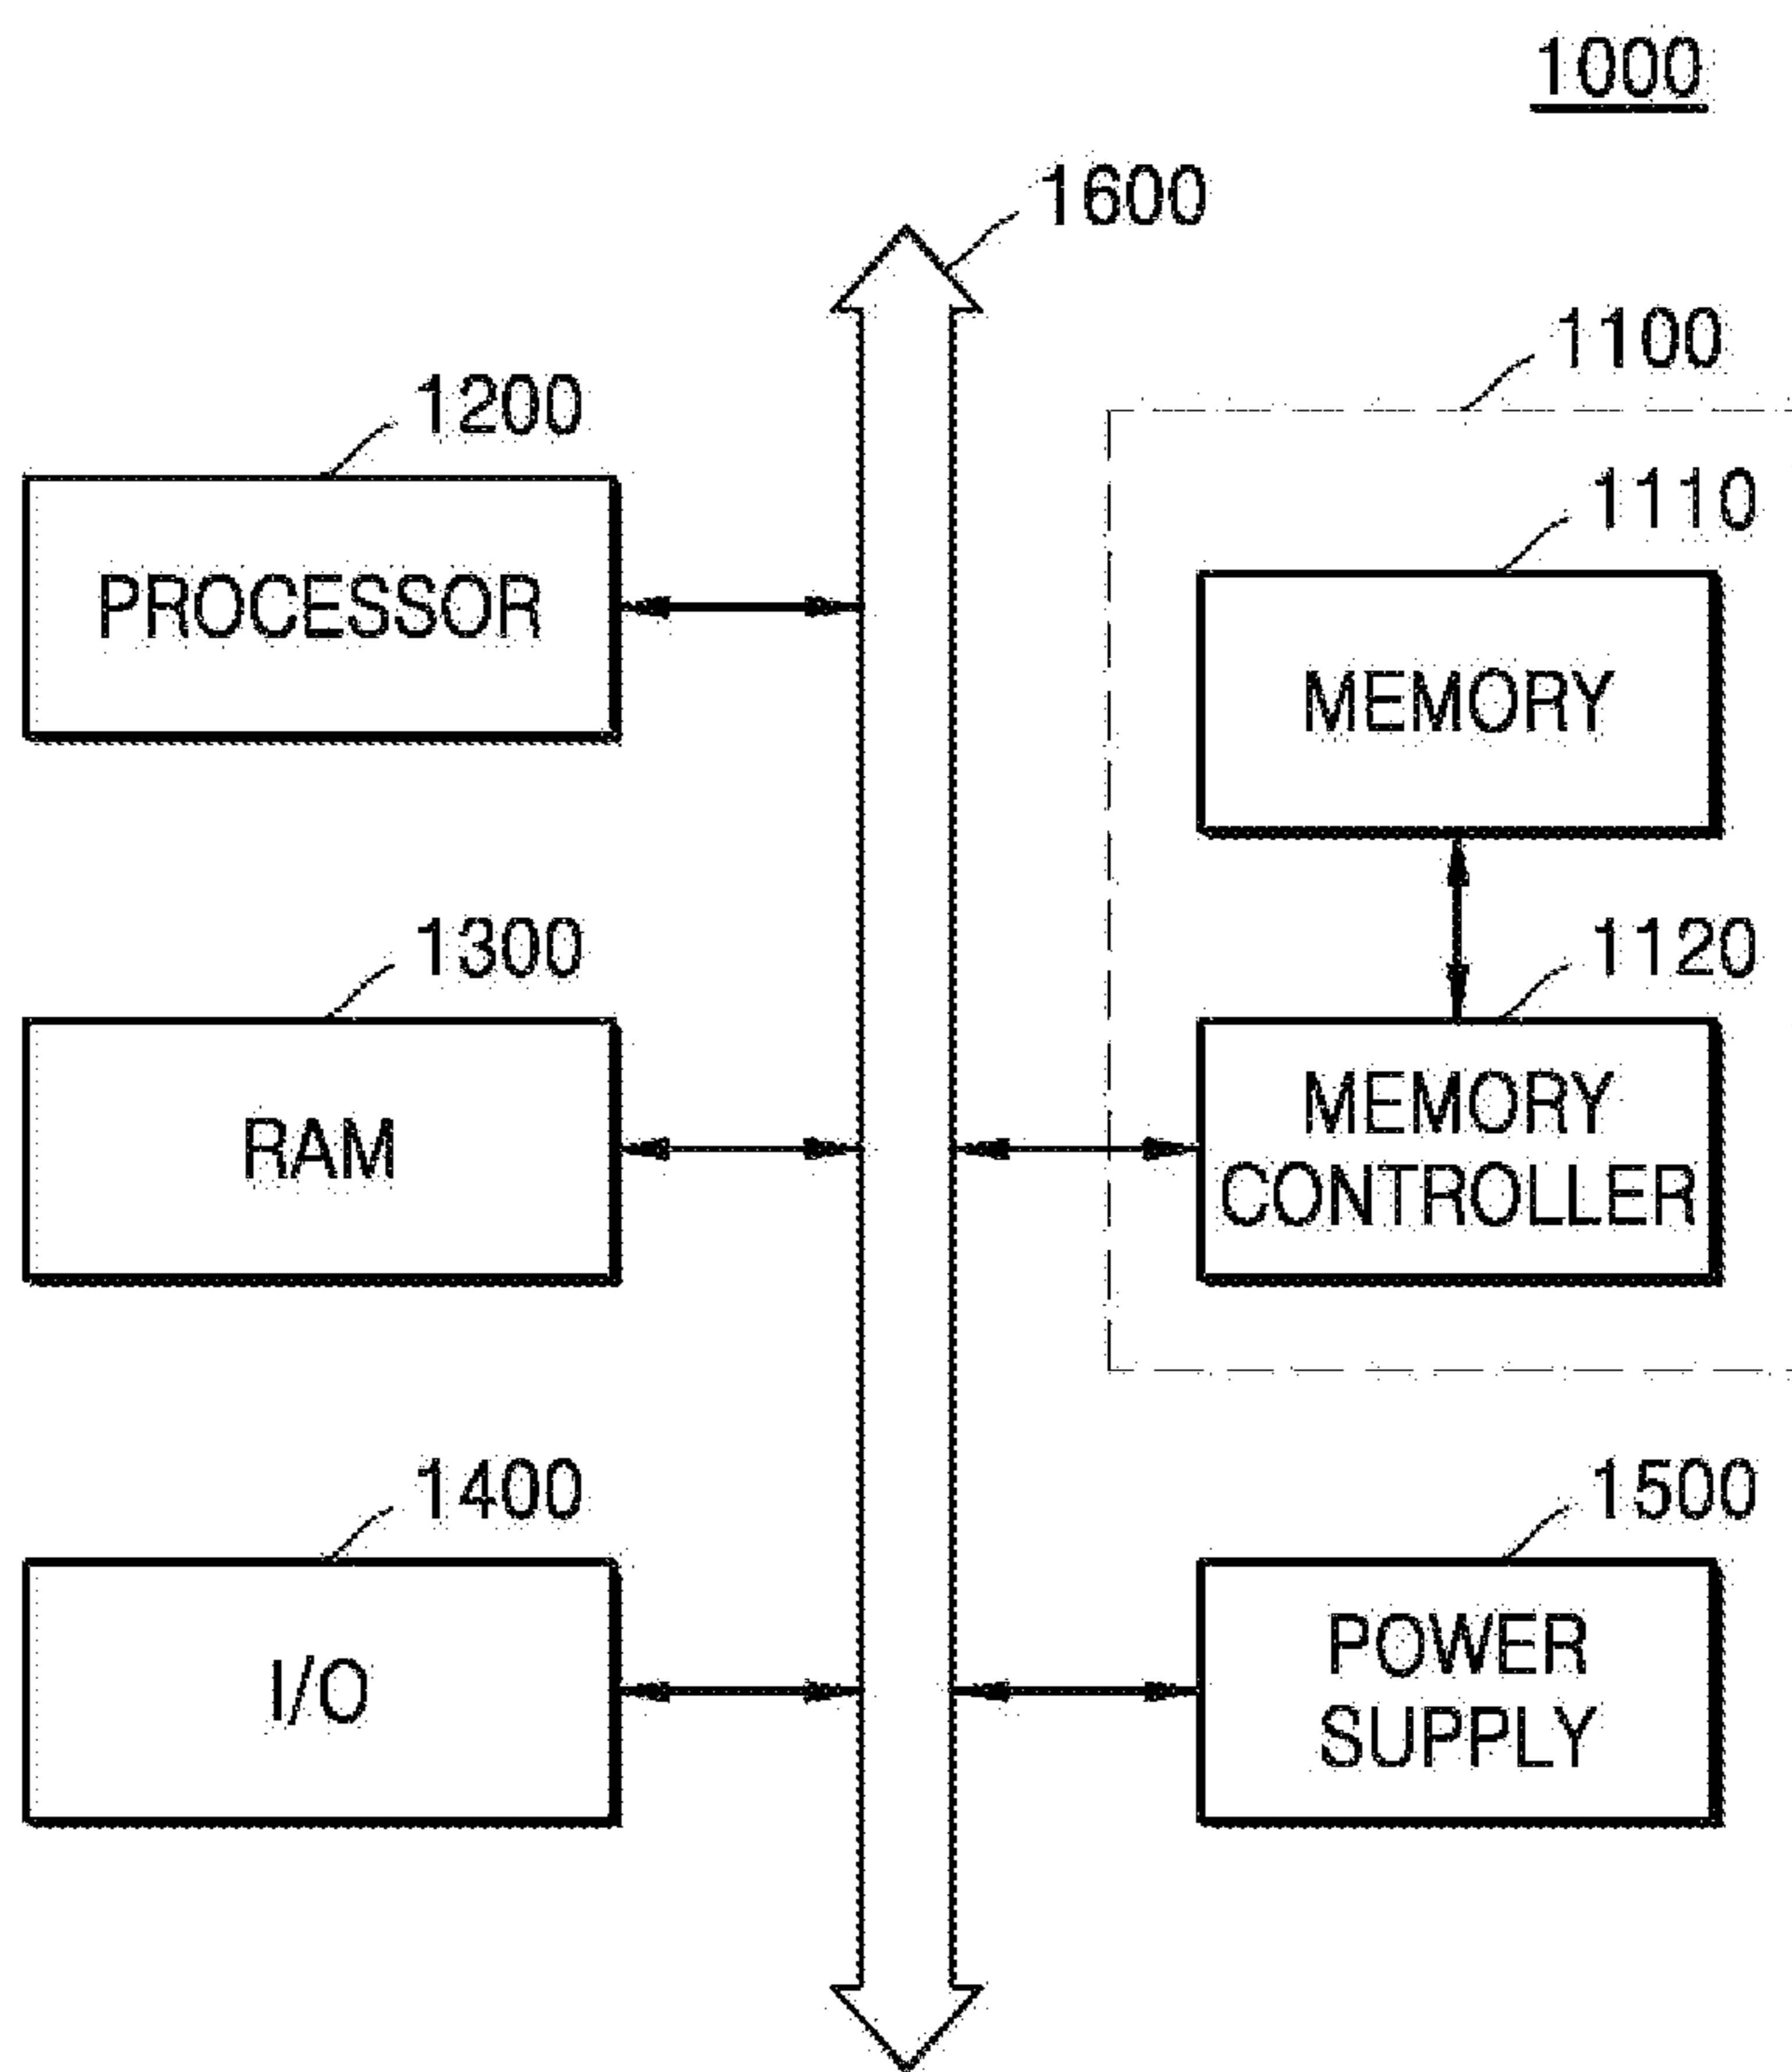 1000
1600
1100
1200
1110
PROCESSOR
MEMORY
1300
1120
RAM
MEMORY
CONTROLLER
1400
1500
I/O
POWER
SUPPLY